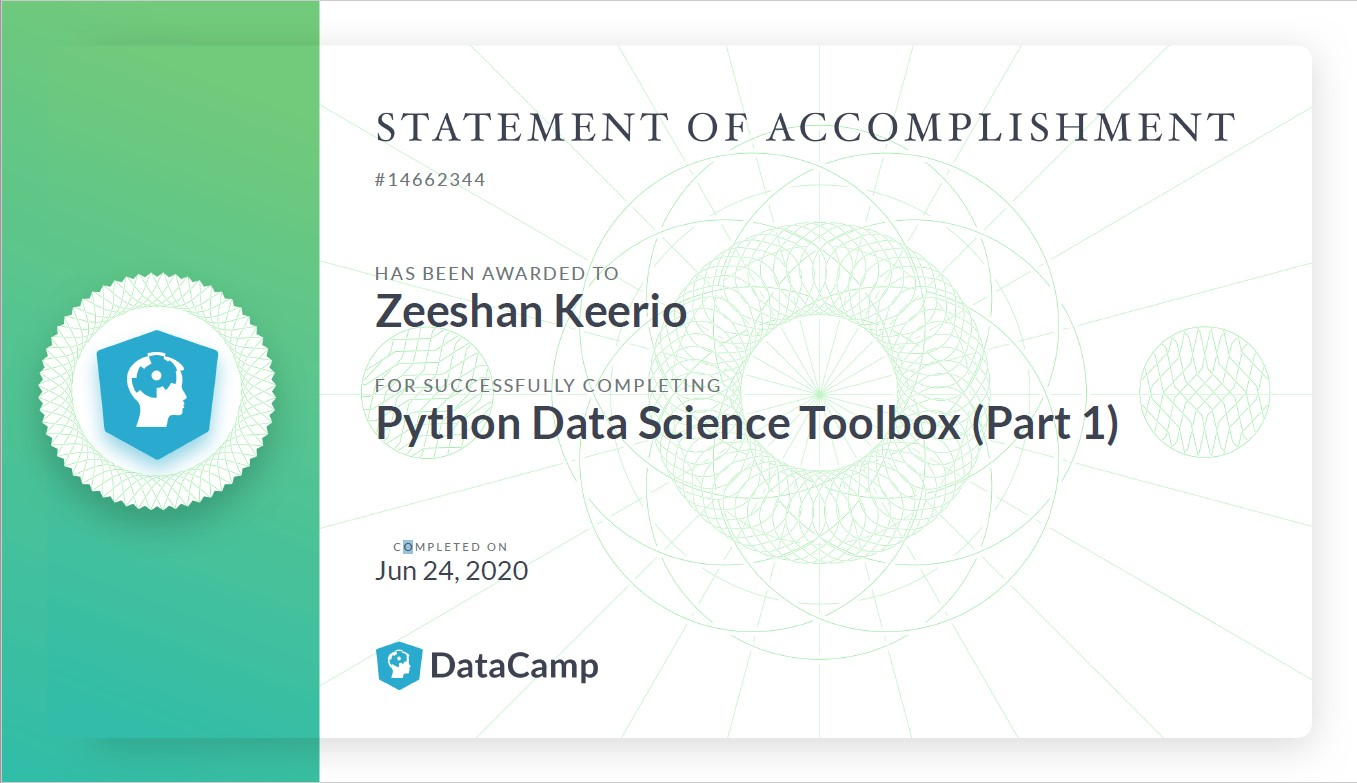 STATEMENT OF ACCOMPLISHMENT
#14662344
HAS BEEN AWARDED TO
Zeeshan Keerio
FOR SUCCESSFULLY COMPLETING
Python Data Science Toolbox (Part 1)
COMPLETED ON
Jun 24, 2020
DataCamp